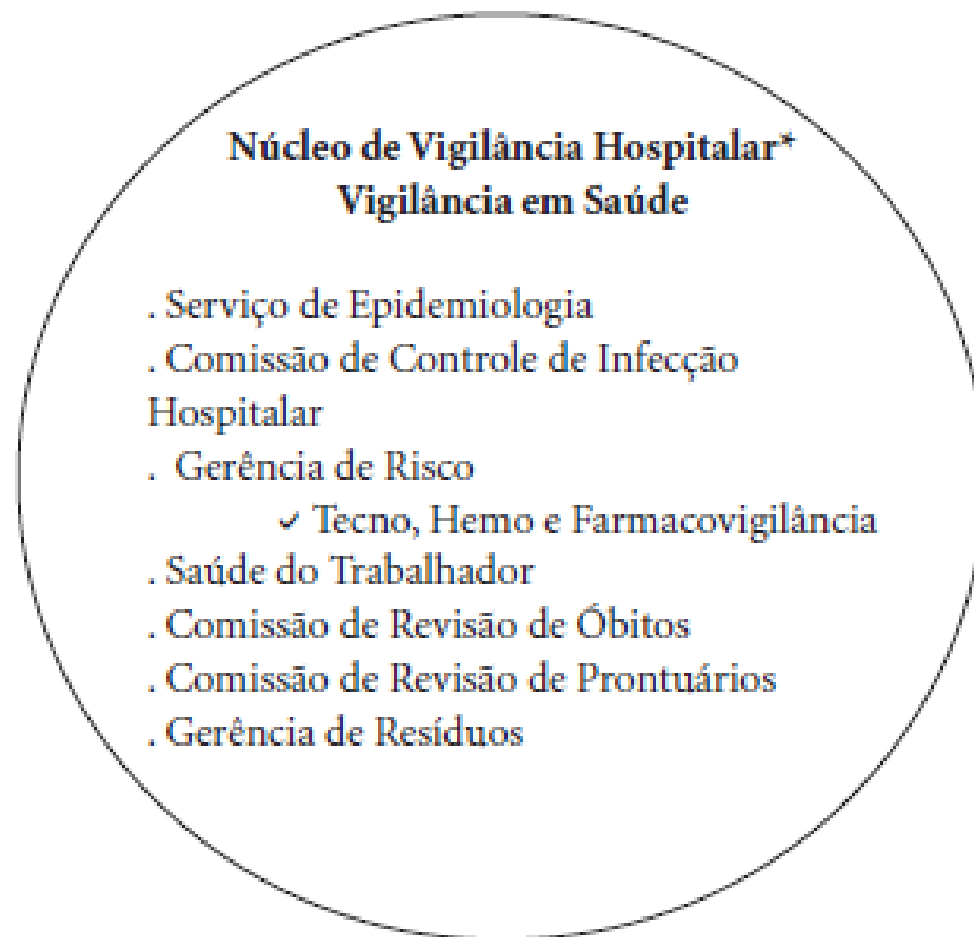 Núcleo de Vigilância Hospitalar*
Vigilância em Saúde
. Serviço de Epidemiologia
. Comissão de Controle de Infecção
Hospitalar
. Gerência de Risco
✓ Tecno, Hemo e Farmacovigilância
. Saúde do Trabalhador
. Comissão de Revisão de Óbitos
. Comissão de Revisão de Prontuários
. Gerência de Resíduos